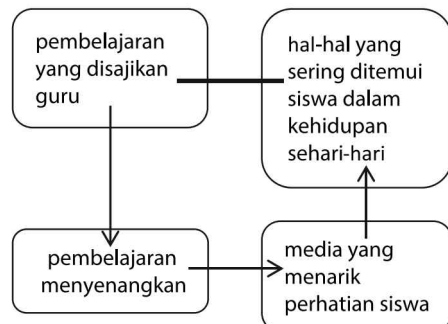 pembelajaran
yang disajikan
guru
hal-hal yang
sering ditemui
siswa dalam
kehidupan
sehari-hari
pembelajaran
menyenangkan
media yang
menarik
perhatian siswa